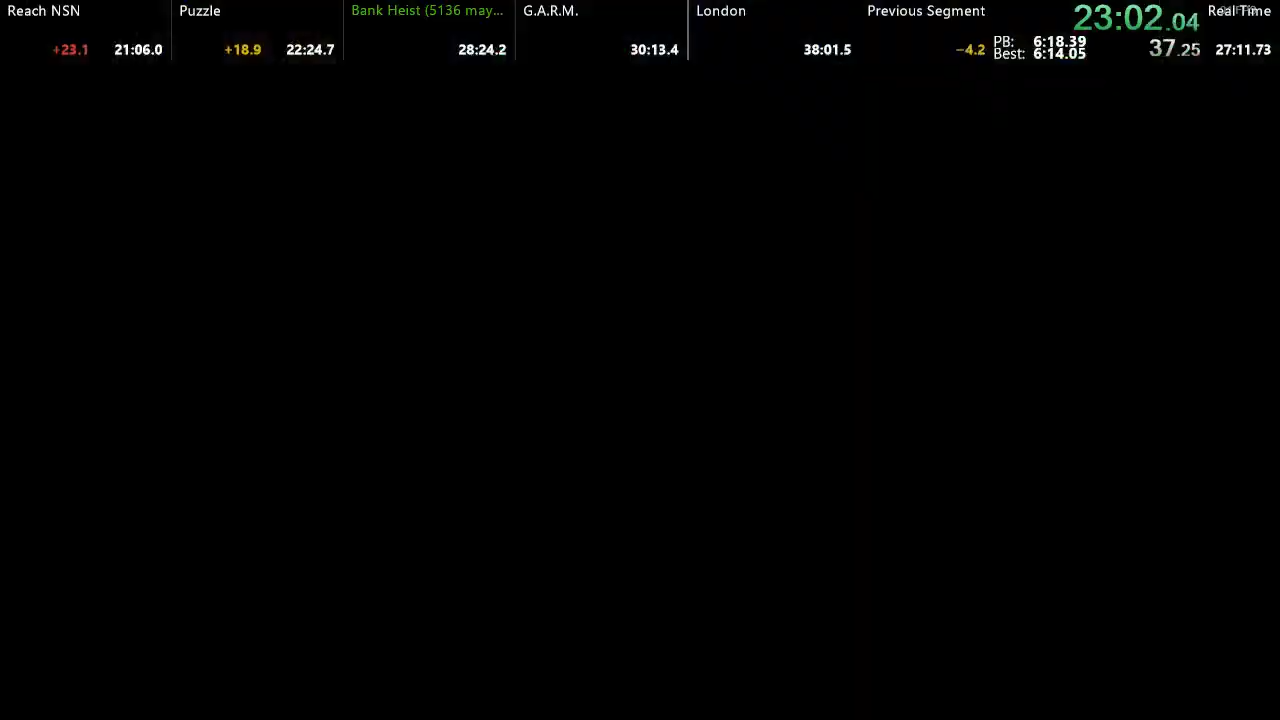 Reach NSN
+23.1 21:06.0
Puzzle
+18.9 22:24.7
Bank Heist (5136 may...
28:24.2
G.A.R.M.
30:13.4
London
38:01.5
Previous Segment
−4.2
23:02.04
PB: 6:18.39
Best: 6:14.05
37.25
Real Time
27:11.73